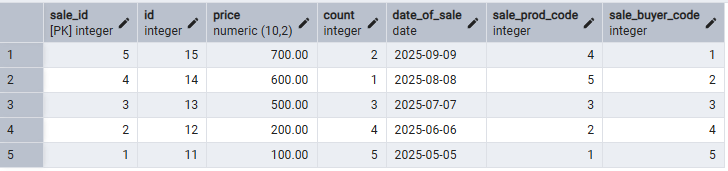 sale_id id price count date_of_sale sale_prod_code sale_buyer_code
[PK] integer integer numeric (10,2) integer date integer integer
1 5 15 700.00 2 2025-09-09 4 1
2 4 14 600.00 1 2025-08-08 5 2
3 3 13 500.00 3 2025-07-07 3 3
4 2 12 200.00 4 2025-06-06 2 4
5 1 11 100.00 5 2025-05-05 1 5